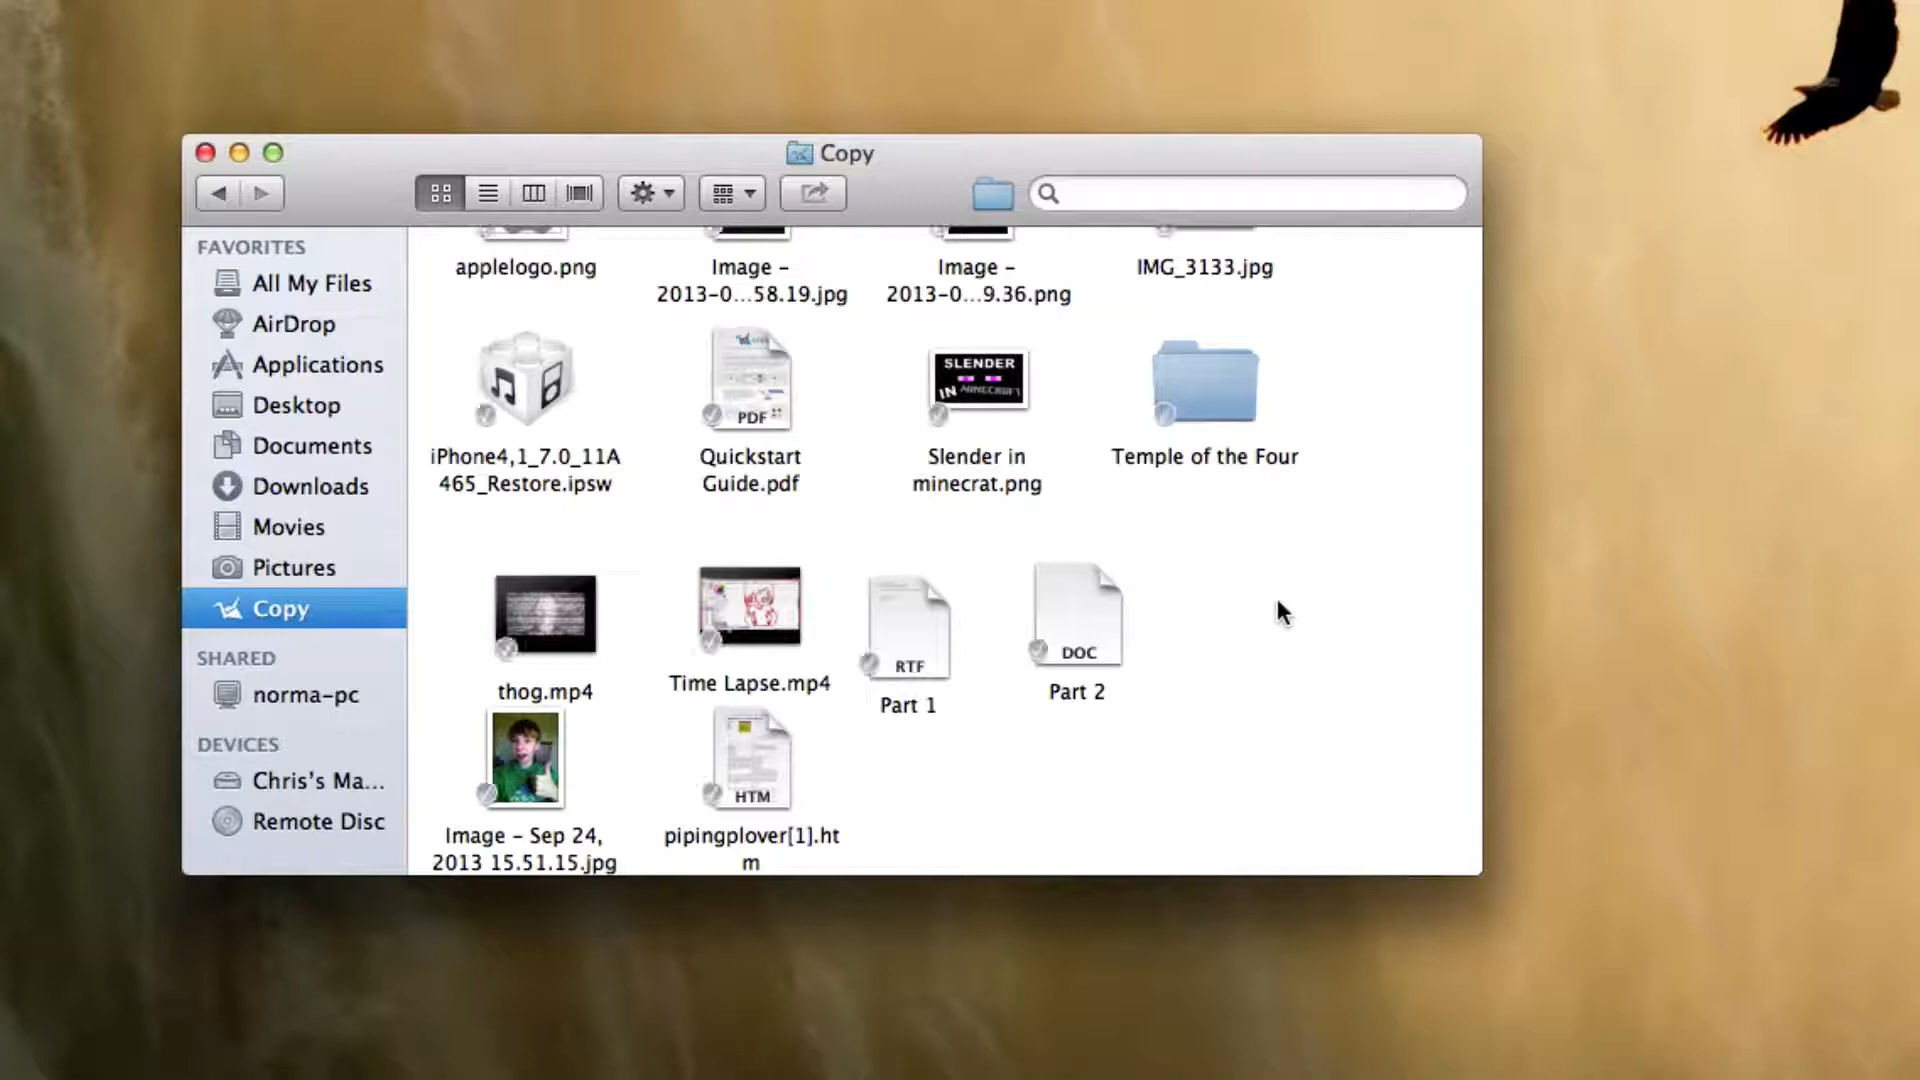 Copy
FAVORITES
All My Files
AirDrop
Applications
Desktop
Documents
Downloads
Movies
Pictures
Copy
SHARED
norma-pc
DEVICES
Chris's Ma...
Remote Disc
applelogo.png
Image -
2013-0...58.19.jpg
Image -
2013-0...9.36.png
IMG_3133.jpg
PDF
SLENDER
IN MINECRAFT
iPhone4,1_7.0_11A
465_Restore.ipsw
Quickstart
Guide.pdf
Slender in
minecrat.png
Temple of the Four
RTF
DOC
thog.mp4
Time Lapse.mp4
Part 1
Part 2
HTM
Image - Sep 24,
2013 15.51.15.jpg
pipingplover[1].ht
m